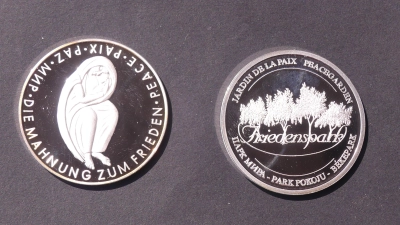 DIE MAHNUNG ZUM FRIEDEN · PEACE · PAIX · PAZ · МИР ·
JARDIN DE LA PAIX PEACEGARDEN
Friedenspark
ПАРК МИРА - PARK POKOJU - BÉKEPARK